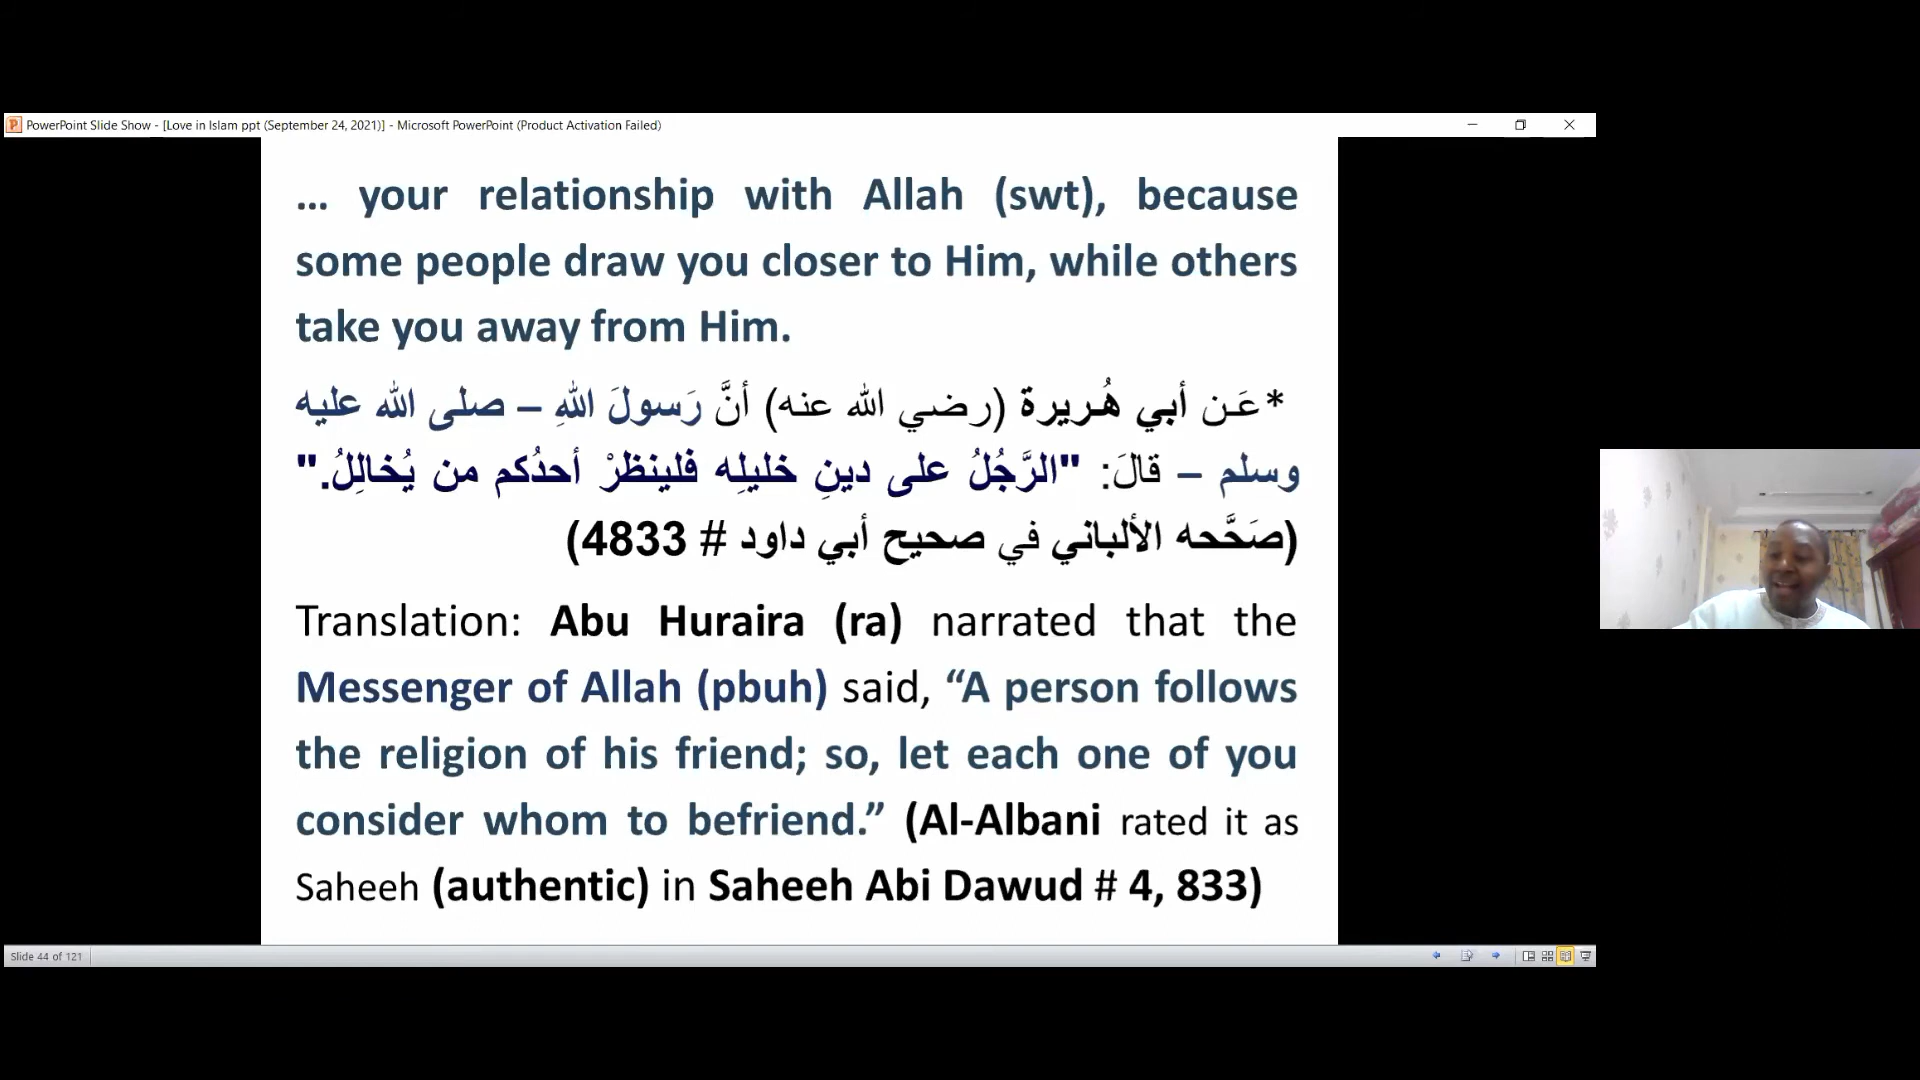 PowerPoint Slide Show - [Love in Islam ppt (September 24, 2021)] - Microsoft PowerPoint (Product Activation Failed)
... your relationship with Allah (swt), because
some people draw you closer to Him, while others
take you away from Him.
*عَـن أبي هُـريرة (رضـي الله عنه) أنَّ رَسولَ اللهِ – صلى الله عليه
وسلم – قالَ: "الرَّجُلُ على دينِ خليلِه فلينظرْ أحدُكم من يُخالِلُ."
(صَحَّحه الألباني في صحيح أبي داود # 4833)
Translation: Abu Huraira (ra) narrated that the
Messenger of Allah (pbuh) said, “A person follows
the religion of his friend; so, let each one of you
consider whom to befriend.” (Al-Albani rated it as
Saheeh (authentic) in Saheeh Abi Dawud # 4, 833)
Slide 44 of 121